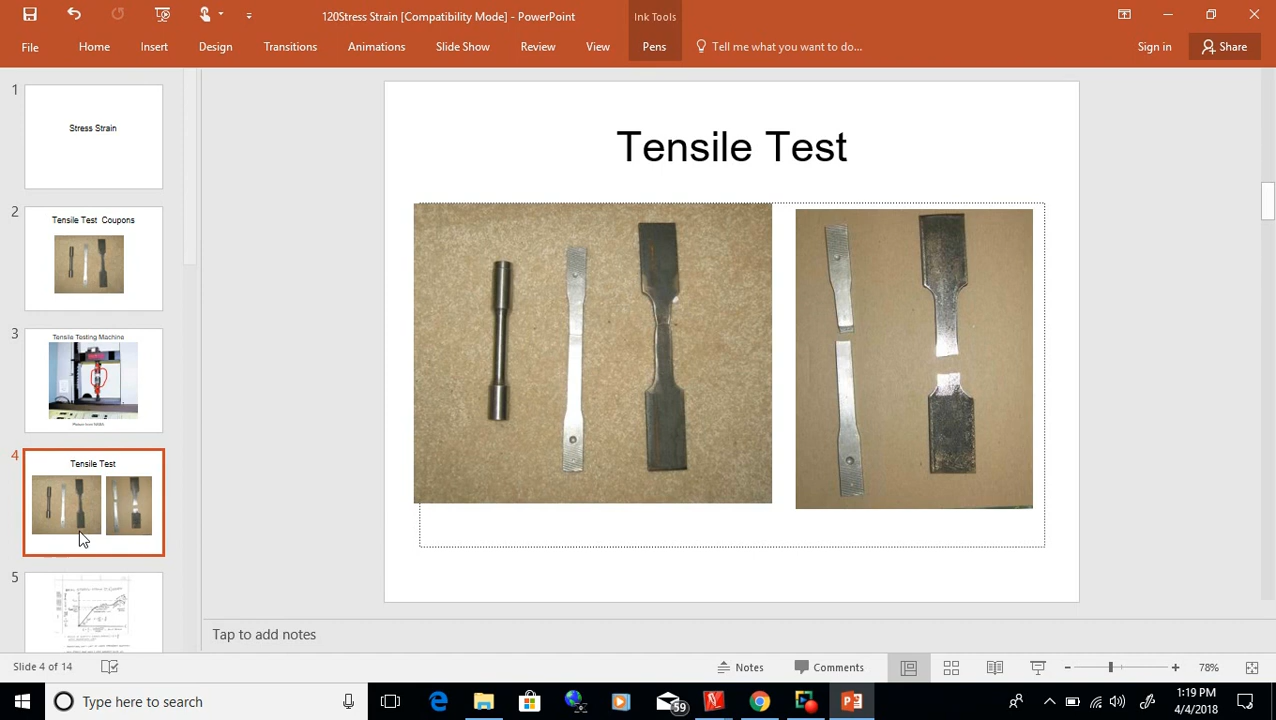 120Stress Strain [Compatibility Mode] - PowerPoint
Ink Tools
File
Home
Insert
Design
Transitions
Animations
Slide Show
Review
View
Pens
Tell me what you want to do...
Sign in
Share
1
Stress Strain
2
Tensile Test Coupons
3
Tensile Testing Machine
4
Tensile Test
5
Tensile Test
Tap to add notes
Slide 4 of 14
Notes
Comments
78%
Type here to search
59
1:19 PM
4/4/2018